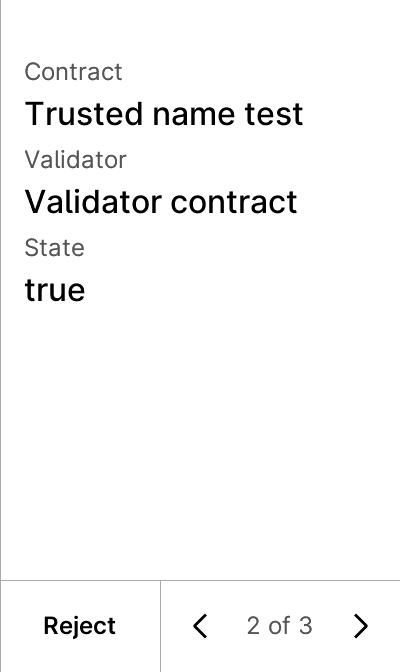 Contract
Trusted name test
Validator
Validator contract
State
true
Reject
2 of 3